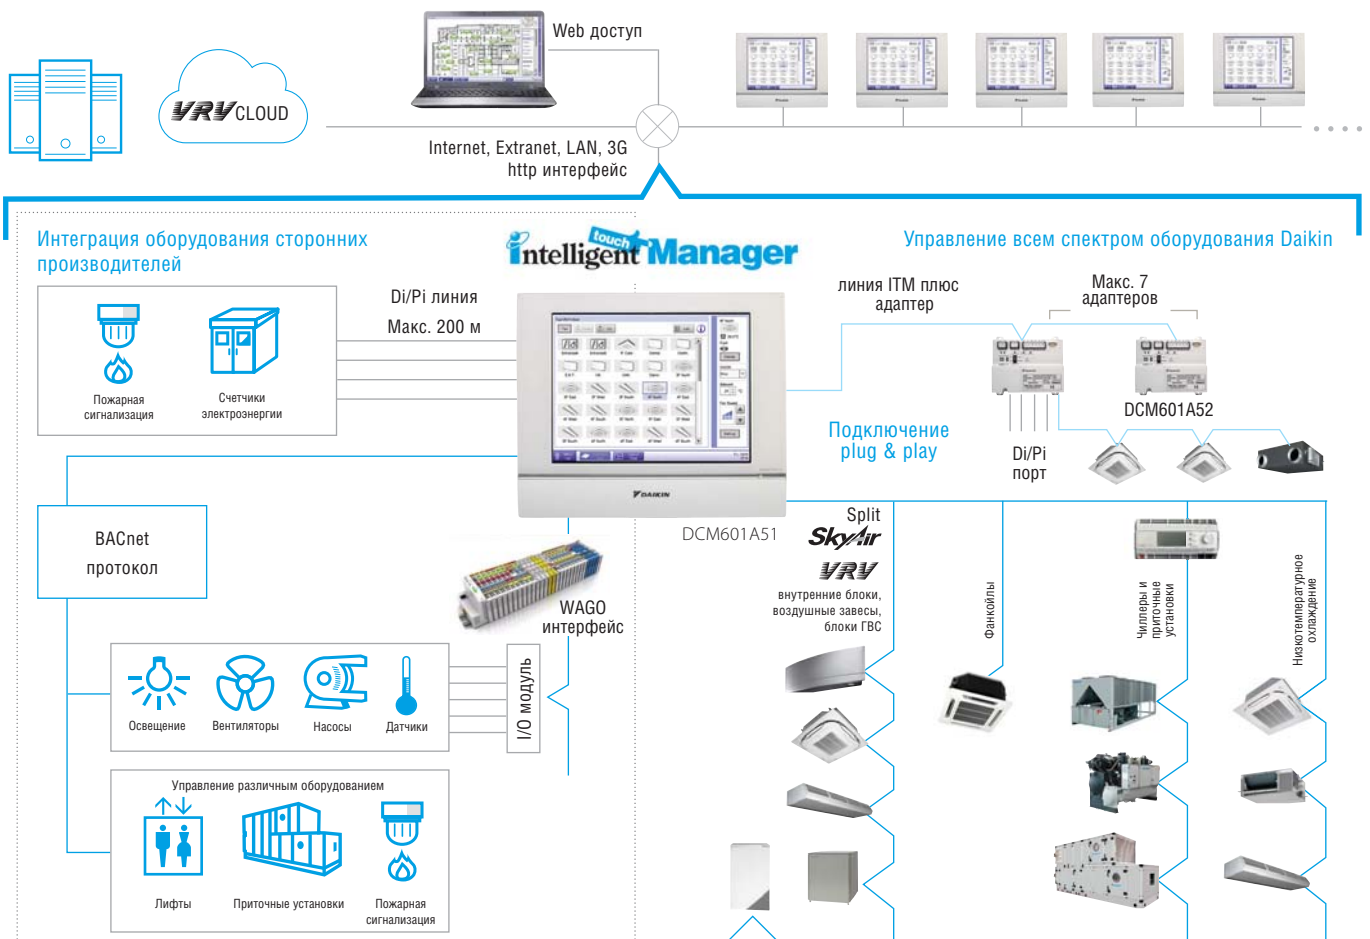 Web доступ
VRV CLOUD
Internet, Extranet, LAN, 3G
http интерфейс
Интеграция оборудования сторонних
производителей
intelligent touch Manager
Управление всем спектром оборудования Daikin
Di/Pi линия
Макс. 200 м
Пожарная
сигнализация
Счетчики
электроэнергии
линия ITM плюс
адаптер
Макс. 7
адаптеров
DCM601A52
Подключение
plug & play
Di/Pi
порт
DAIKIN
DCM601A51
BACnet
протокол
WAGO
интерфейс
Split
SkyAir
VRV
внутренние блоки,
воздушные завесы,
блоки ГВС
Фанкойлы
Чиллеры и
приточные
установки
Низкотемпературное
охлаждение
Освещение
Вентиляторы
Насосы
Датчики
I/O модуль
Управление различным оборудованием
Лифты
Приточные установки
Пожарная
сигнализация